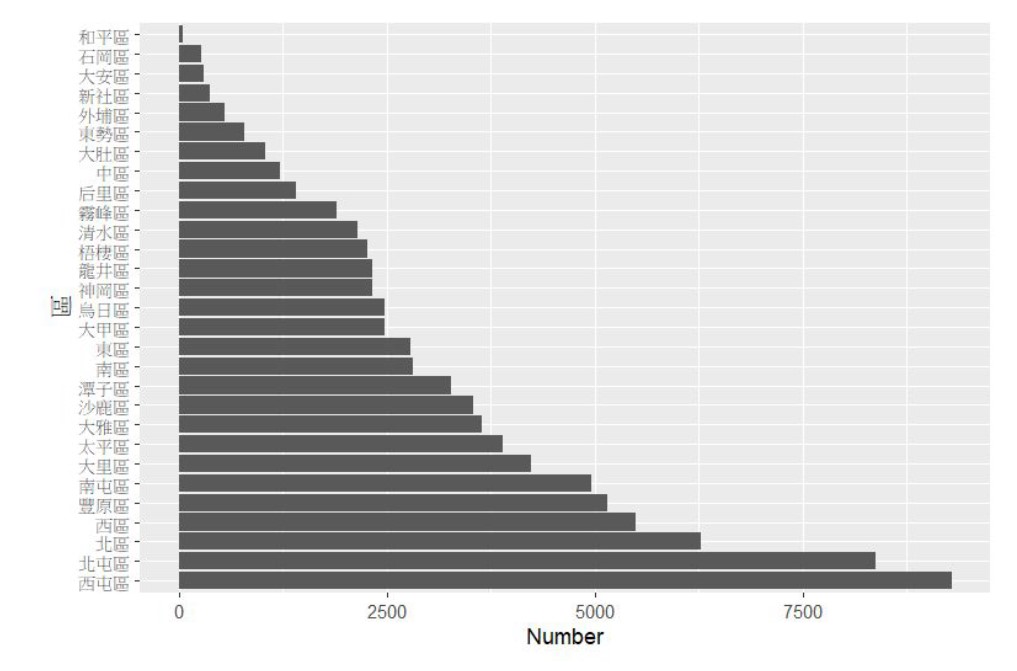 和平區
石岡區
大安區
新社區
外埔區
東勢區
大肚區
中區
后里區
霧峰區
清水區
梧棲區
龍井區
神岡區
烏日區
大甲區
東區
南區
潭子區
沙鹿區
大雅區
太平區
大里區
南屯區
豐原區
西區
北區
北屯區
西屯區
區
0 2500 5000 7500
Number